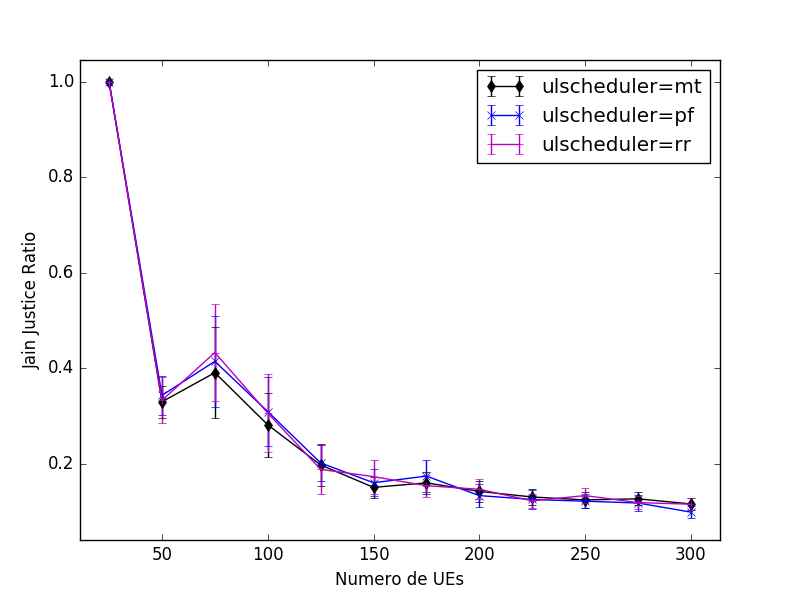 1.0
0.8
0.6
0.4
0.2
Jain Justice Ratio
ulscheduler=mt
ulscheduler=pf
ulscheduler=rr
50
100
150
200
250
300
Numero de UEs